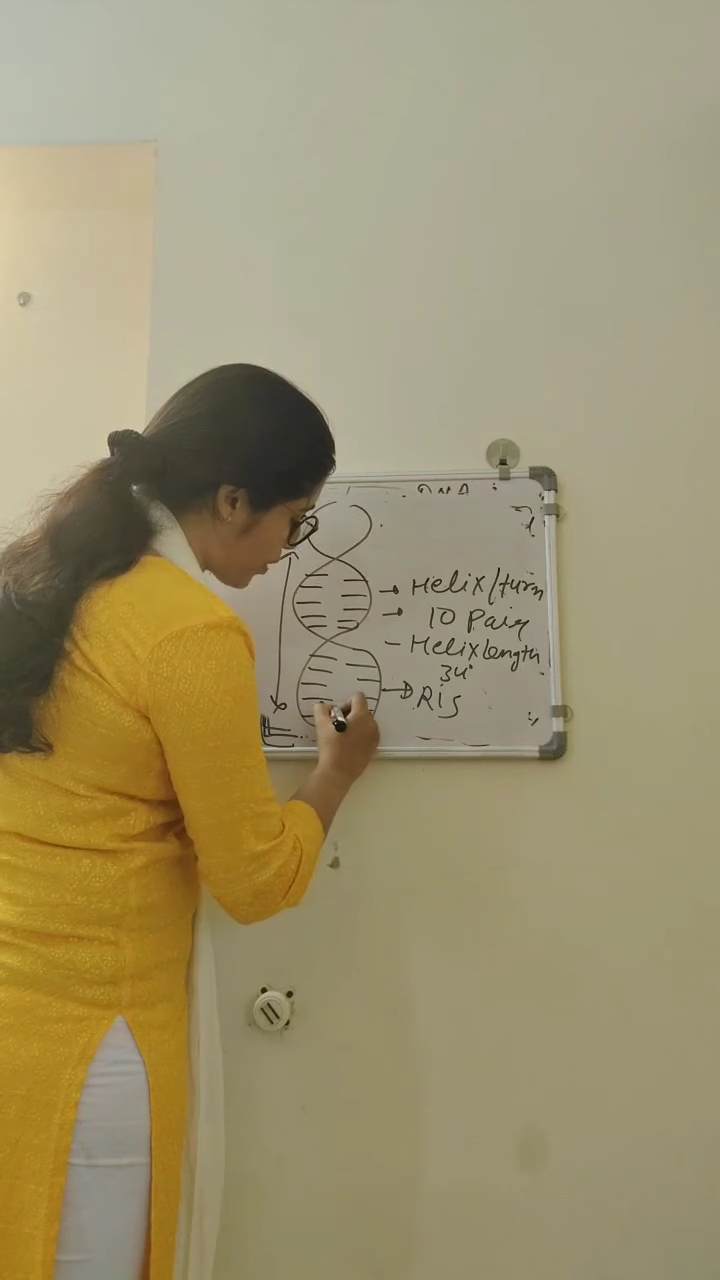 DNA
→ Helix/turn
→ 10 Pair
- Helix length
34°
→ Ris